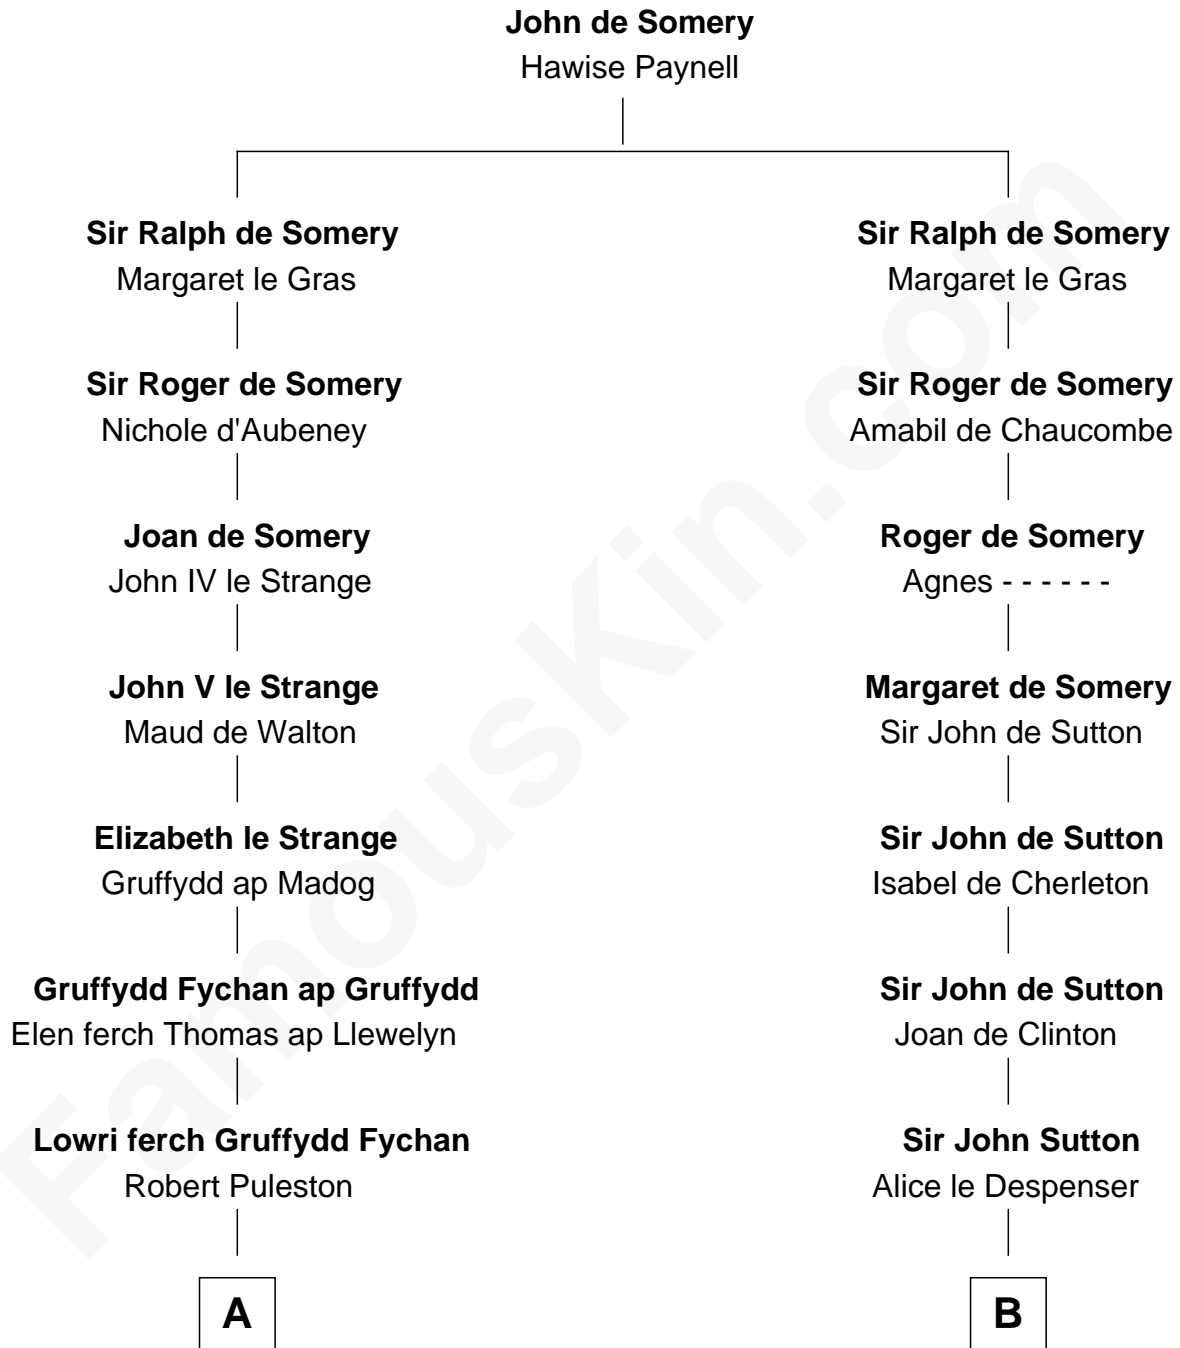 John de Somery
Hawise Paynell
Sir Ralph de Somery
Margaret le Gras
Sir Roger de Somery
Nichole d'Aubeney
Joan de Somery
John IV le Strange
John V le Strange
Maud de Walton
Elizabeth le Strange
Gruffydd ap Madog
Gruffydd Fychan ap Gruffydd
Elen ferch Thomas ap Llewelyn
Lowri ferch Gruffydd Fychan
Robert Puleston
A
Sir Ralph de Somery
Margaret le Gras
Sir Roger de Somery
Amabil de Chaucombe
Roger de Somery
Agnes - - - - - -
Margaret de Somery
Sir John de Sutton
Sir John de Sutton
Isabel de Cherleton
Sir John de Sutton
Joan de Clinton
Sir John Sutton
Alice le Despenser
B
FamousKin.com